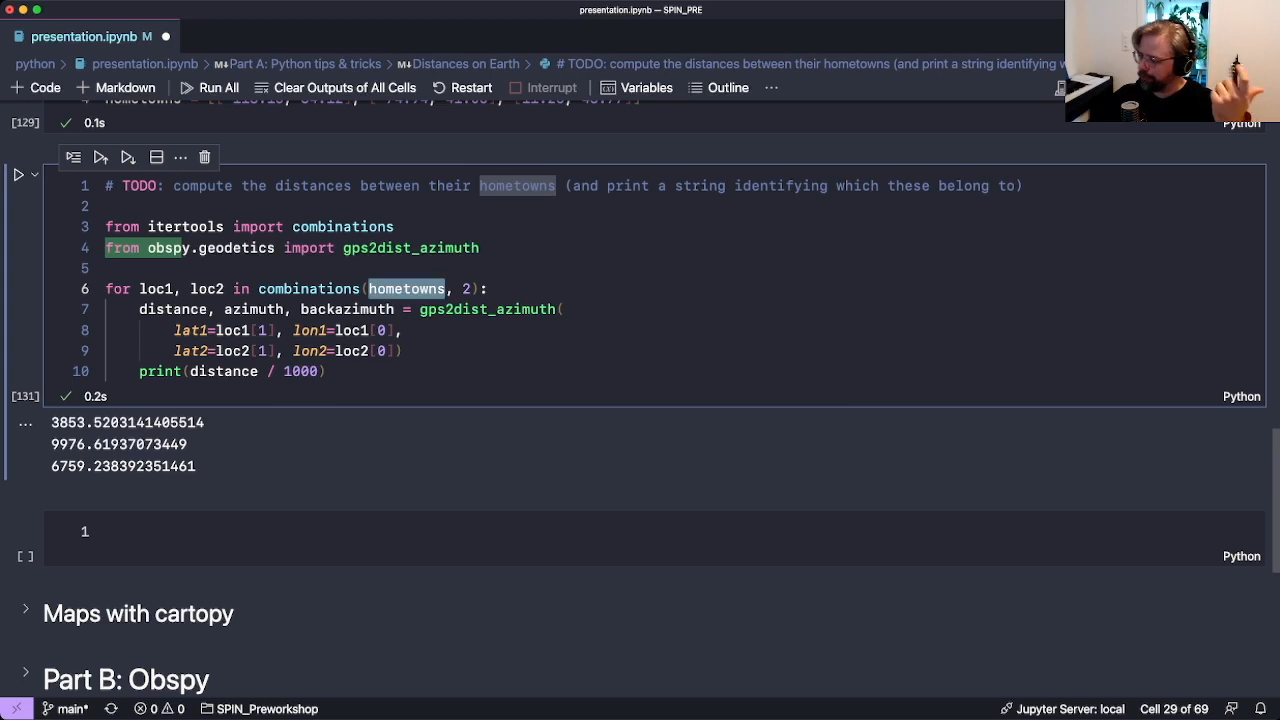 presentation.ipynb — SPIN_PRE
presentation.ipynb M
python > presentation.ipynb > Part A: Python tips & tricks > Distances on Earth > # TODO: compute the distances between their hometowns (and print a string identifying w
Code Markdown Run All Clear Outputs of All Cells Restart Interrupt Variables Outline ...
[129] 0.1s Python
1 # TODO: compute the distances between their hometowns (and print a string identifying which these belong to)
2
3 from itertools import combinations
4 from obspy.geodetics import gps2dist_azimuth
5
6 for loc1, loc2 in combinations(hometowns, 2):
7 distance, azimuth, backazimuth = gps2dist_azimuth(
8 lat1=loc1[1], lon1=loc1[0],
9 lat2=loc2[1], lon2=loc2[0])
10 print(distance / 1000)
[131] 0.2s Python
... 3853.5203141405514
9976.61937073449
6759.238392351461
1
[ ] Python
Maps with cartopy
Part B: Obspy
main* 0 0 SPIN_Preworkshop Jupyter Server: local Cell 29 of 69